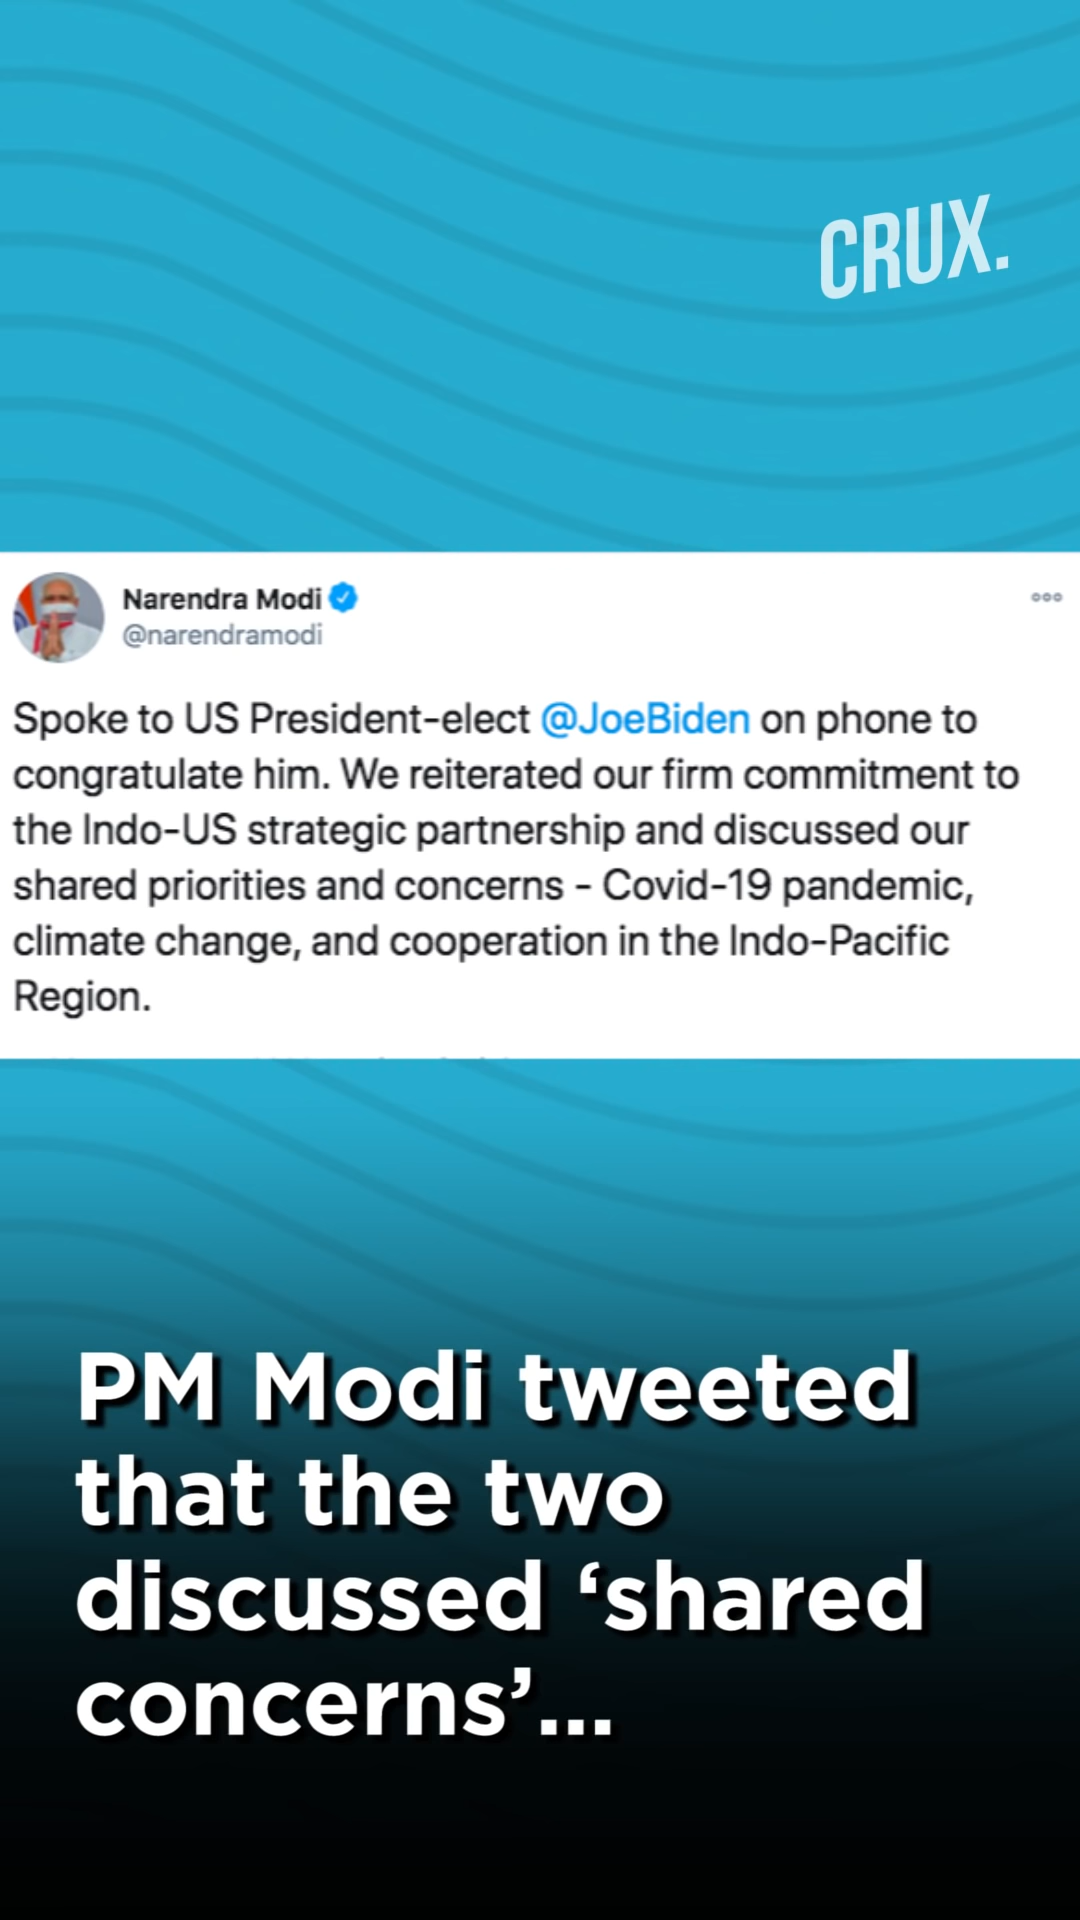 CRUX.
Narendra Modi
@narendramodi
Spoke to US President-elect @JoeBiden on phone to
congratulate him. We reiterated our firm commitment to
the Indo-US strategic partnership and discussed our
shared priorities and concerns - Covid-19 pandemic,
climate change, and cooperation in the Indo-Pacific
Region.
PM Modi tweeted
that the two
discussed ‘shared
concerns’...